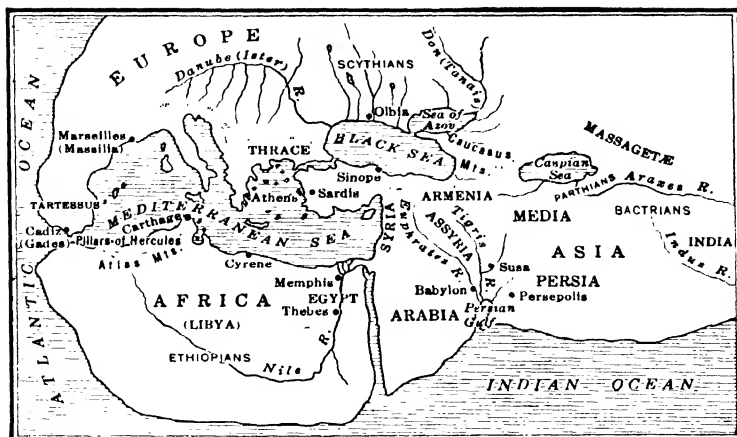 EUROPE
Danube (Ister) R.
SCYTHIANS
Don (Tanais)
Olbia
Sea of
Azov
Caucasus
Mts.
MASSAGETÆ
Marseilles
(Massilia)
THRACE
BLACK SEA
Caspian
Sea
Sinope
PARTHIANS
Araxes R.
TARTESSUS
MEDITERRANEAN SEA
Athens
Sardis
ARMENIA
MEDIA
BACTRIANS
INDIA
Indus R.
Carthage
Cadiz
(Gades)
Pillars of Hercules
Atlas Mts.
SYRIA
Euphrates R.
ASSYRIA
Tigris R.
ASIA
Cyrene
Susa
PERSIA
Memphis
EGYPT
Babylon
Persepolis
AFRICA
(LIBYA)
Thebes
ARABIA
Persian
Gulf
ETHIOPIANS
Nile R.
INDIAN OCEAN
ATLANTIC OCEAN